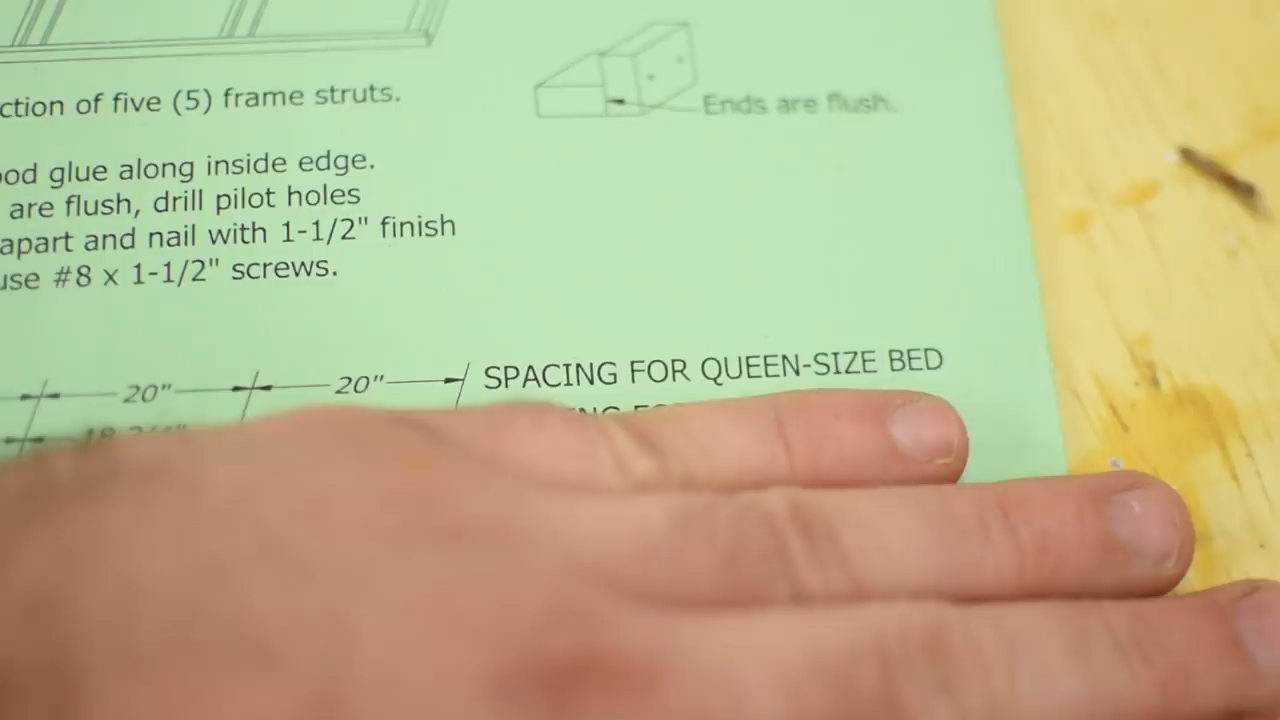 ction of five (5) frame struts.
Ends are flush.
ood glue along inside edge.
are flush, drill pilot holes
apart and nail with 1-1/2" finish
use #8 x 1-1/2" screws.
20" 20" SPACING FOR QUEEN-SIZE BED